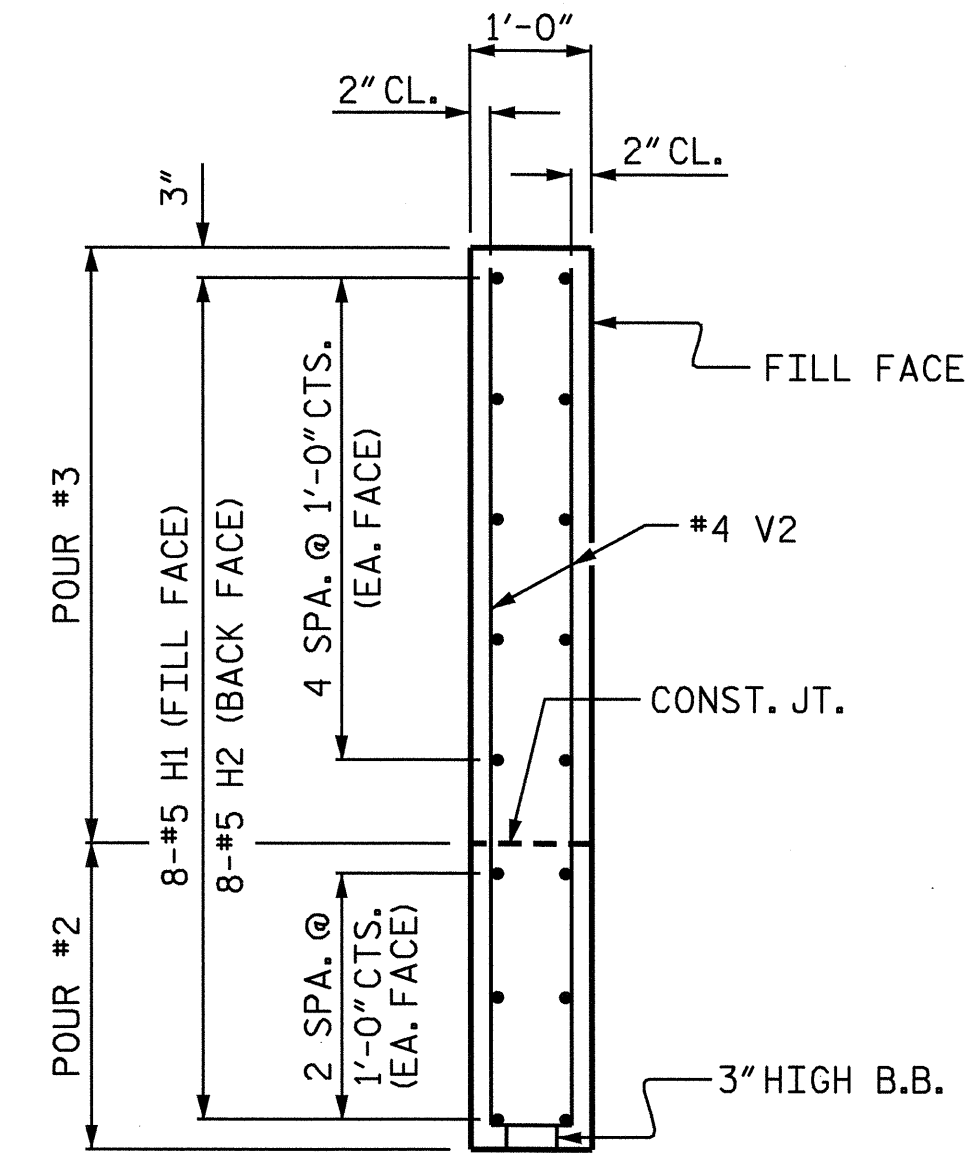 1'-0"
2" CL.
2" CL.
3"
FILL FACE
4 SPA. @ 1'-0" CTS.
(EA. FACE)
POUR #3
8-#5 H1 (FILL FACE)
8-#5 H2 (BACK FACE)
#4 V2
CONST. JT.
POUR #2
2 SPA. @
1'-0" CTS.
(EA. FACE)
3" HIGH B.B.